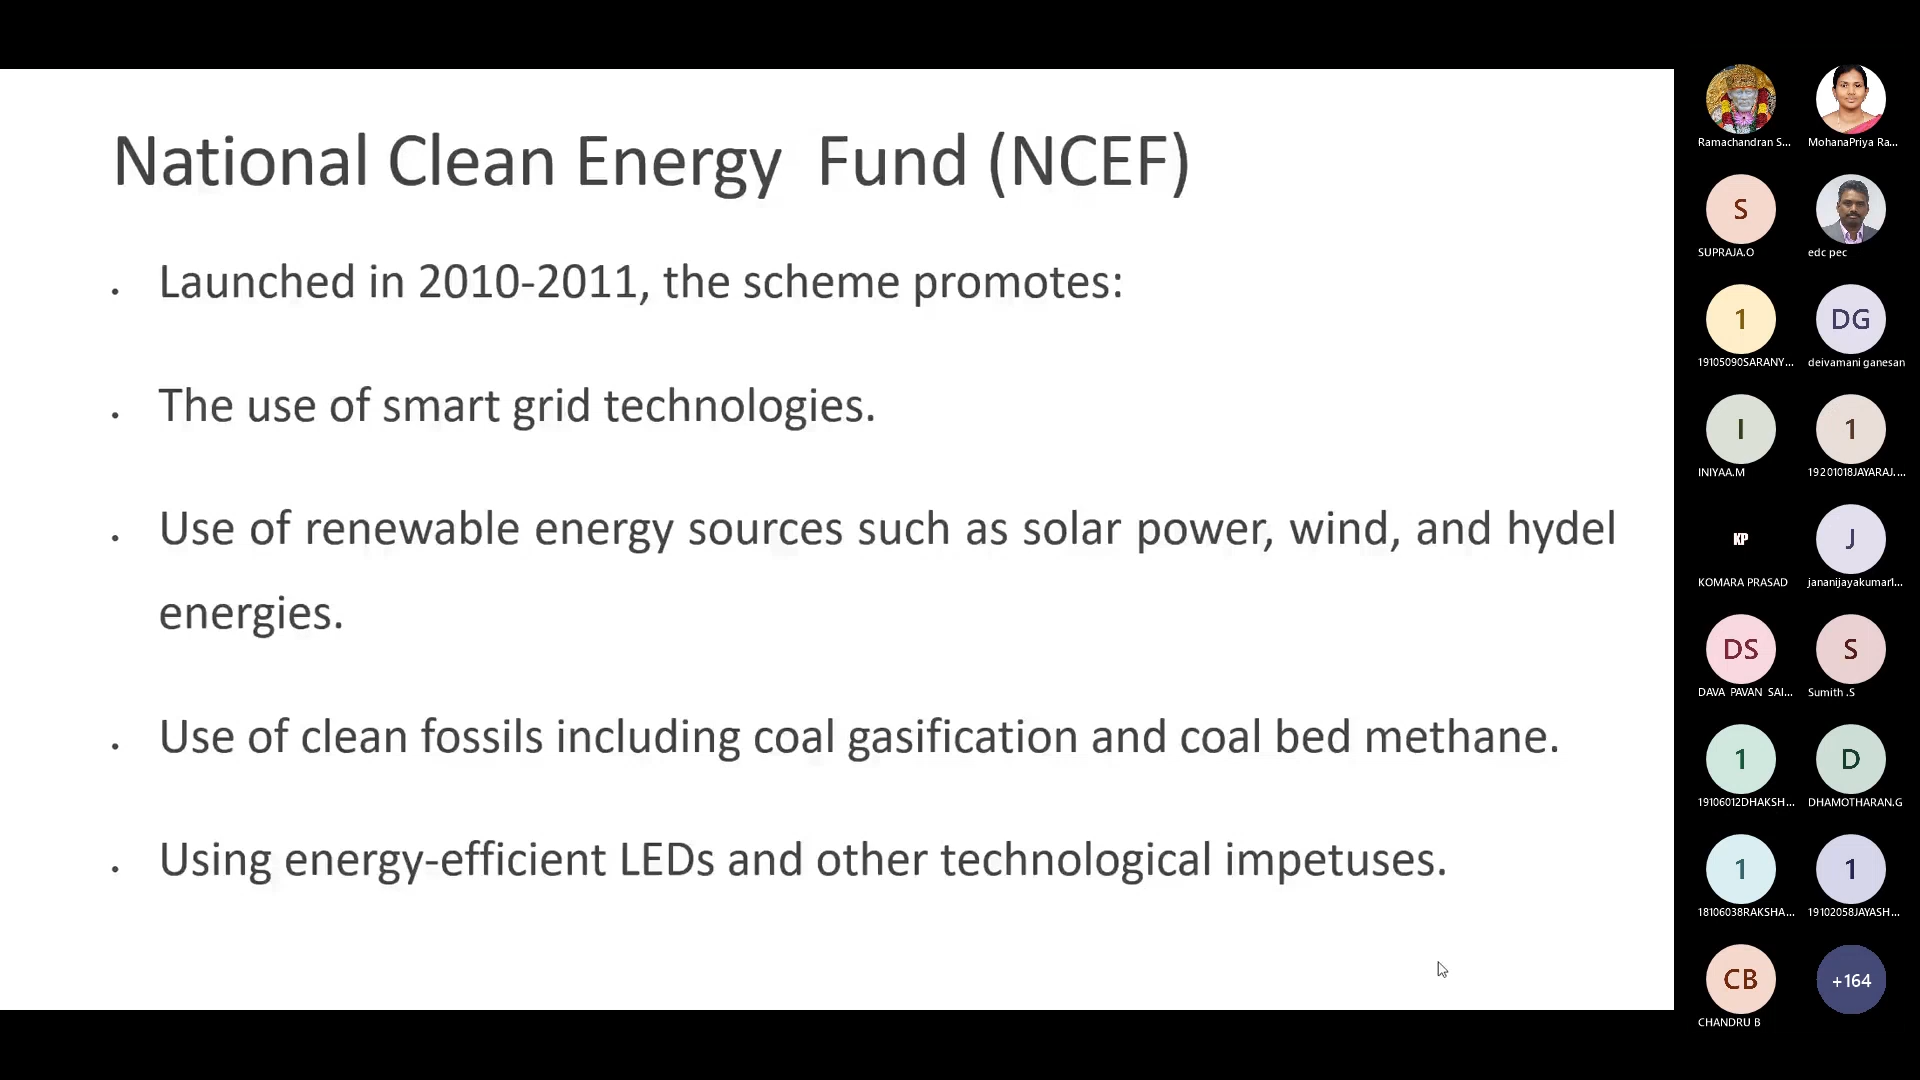 National Clean Energy  Fund (NCEF)
• Launched in 2010-2011, the scheme promotes:
• The use of smart grid technologies.
• Use of renewable energy sources such as solar power, wind, and hydel
energies.
• Use of clean fossils including coal gasification and coal bed methane.
• Using energy-efficient LEDs and other technological impetuses.
Ramachandran S...
MohanaPriya Ra...
S
SUPRAJA.O
edc pec
1
19105090SARANY...
DG
deivamani ganesan
I
INIYAA.M
1
19201018JAYARAJ....
KP
KOMARA PRASAD
J
jananijayakumarl...
DS
DAVA PAVAN SAI...
S
Sumith .S
1
19106012DHAKSH...
D
DHAMOTHARAN.G
1
18106038RAKSHA...
1
19102058JAYASH...
CB
CHANDRU B
+164